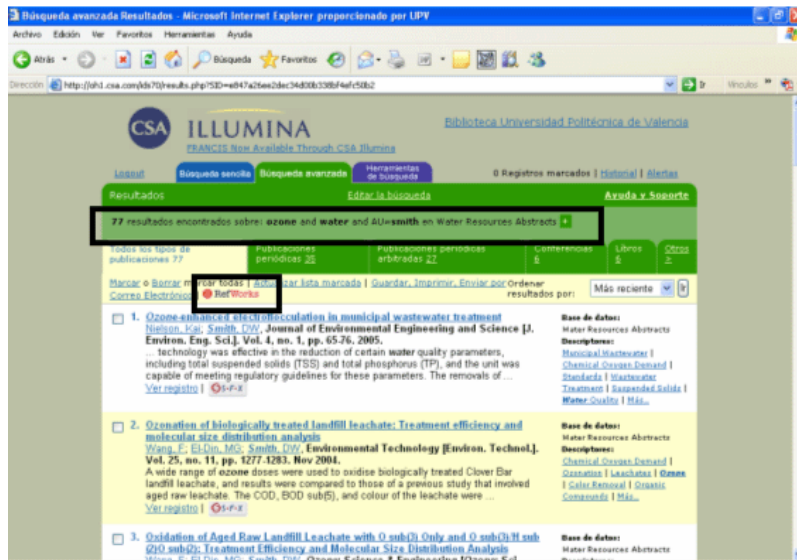 Búsqueda avanzada Resultados - Microsoft Internet Explorer proporcionado por UPV
Archivo Edición Ver Favoritos Herramientas Ayuda
Atrás Búsqueda Favoritos
Dirección Ir Vínculos
CSA ILLUMINA
Biblioteca Universidad Politécnica de Valencia
FRANCIS Now Available Through CSA Illumina
Logout Búsqueda sencilla Búsqueda avanzada Herramientas de búsqueda 0 Registros marcados | Historial | Alertas
Resultados Editar la búsqueda Ayuda y Soporte
77 resultados encontrados sobre: ozone and water and AU=smith en Water Resources Abstracts +
Todos los tipos de publicaciones 77
Publicaciones periódicas 35
Publicaciones periódicas arbitradas 27
Conferencias 6
Libros 5
Otros
Marcar o Borrar marcar todas | Actualizar lista marcada | Guardar, Imprimir, Enviar por
Correo Electrónico | RefWorks
Ordenar resultados por: Más reciente Ir
1. Ozone-enhanced electroflocculation in municipal wastewater treatment
Nielson, Kai; Smith, DW, Journal of Environmental Engineering and Science [J.
Environ. Eng. Sci.]. Vol. 4, no. 1, pp. 65-76. 2005.
... technology was effective in the reduction of certain water quality parameters,
including total suspended solids (TSS) and total phosphorus (TP), and the unit was
capable of meeting regulatory guidelines for these parameters. The removals of ...
Ver registro | S·F·X
Base de datos:
Water Resources Abstracts
Descriptores:
Municipal Wastewater |
Chemical Oxygen Demand |
Standards | Wastewater
Treatment | Suspended Solids |
Water Quality | Más...
2. Ozonation of biologically treated landfill leachate: Treatment efficiency and
molecular size distribution analysis
Wang, F; El-Din, MG; Smith, DW, Environmental Technology [Environ. Technol.].
Vol. 25, no. 11, pp. 1277-1283. Nov 2004.
A wide range of ozone doses were used to oxidise biologically treated Clover Bar
landfill leachate, and results were compared to those of a previous study that involved
aged raw leachate. The COD, BOD sub(5), and colour of the leachate were ...
Ver registro | S·F·X
Base de datos:
Water Resources Abstracts
Descriptores:
Chemical Oxygen Demand |
Ozonation | Leachates | Ozone
| Color Removal | Organic
Compounds | Más...
3. Oxidation of Aged Raw Landfill Leachate with O sub(3) Only and O sub(3)/H sub
(2)O sub(2): Treatment Efficiency and Molecular Size Distribution Analysis
Base de datos:
Water Resources Abstracts